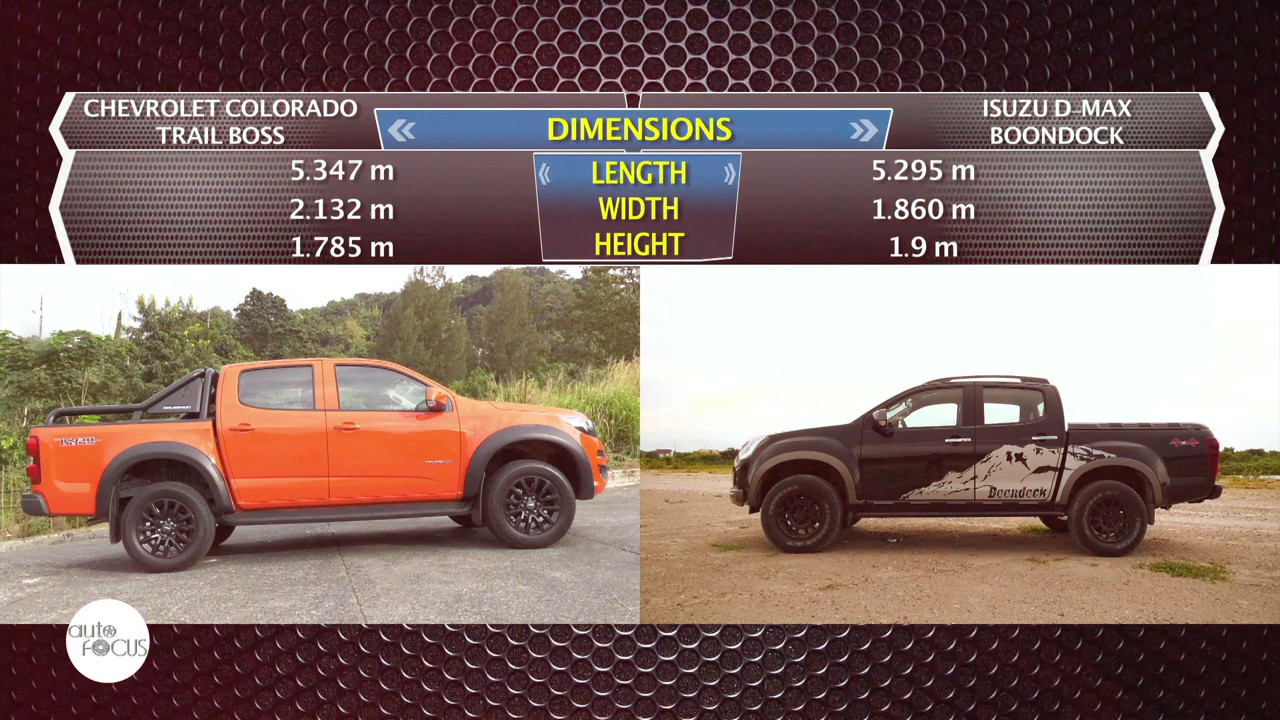 CHEVROLET COLORADO
TRAIL BOSS
DIMENSIONS
ISUZU D-MAX
BOONDOCK
5.347 m LENGTH 5.295 m
2.132 m WIDTH 1.860 m
1.785 m HEIGHT 1.9 m
4x4
Boondock
auto
FOCUS